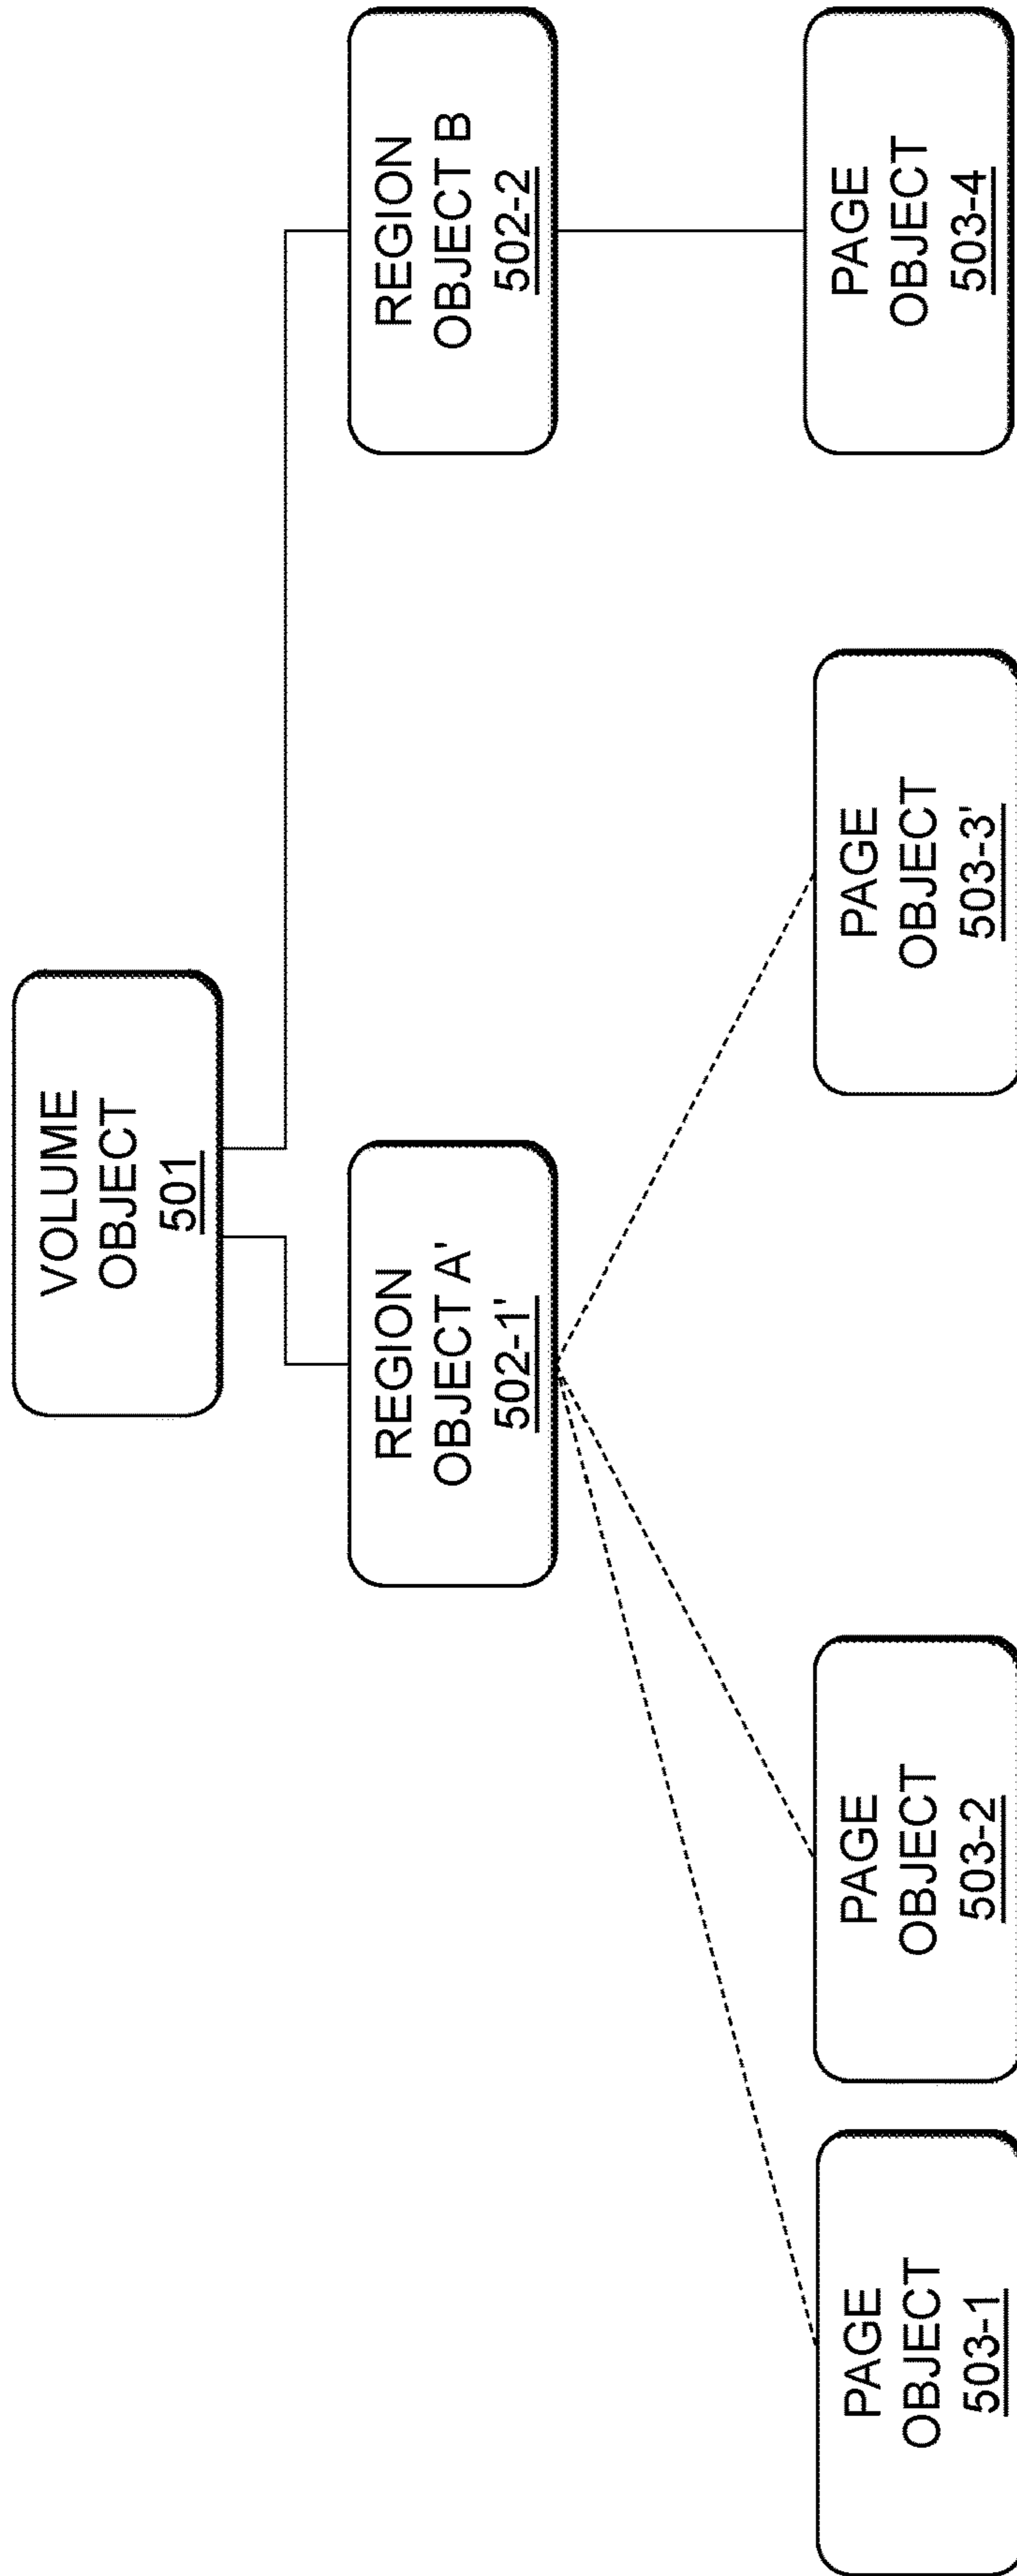 VOLUME
OBJECT
501
REGION
OBJECT A'
502-1'
REGION
OBJECT B
502-2
PAGE
OBJECT
503-1
PAGE
OBJECT
503-2
PAGE
OBJECT
503-3'
PAGE
OBJECT
503-4